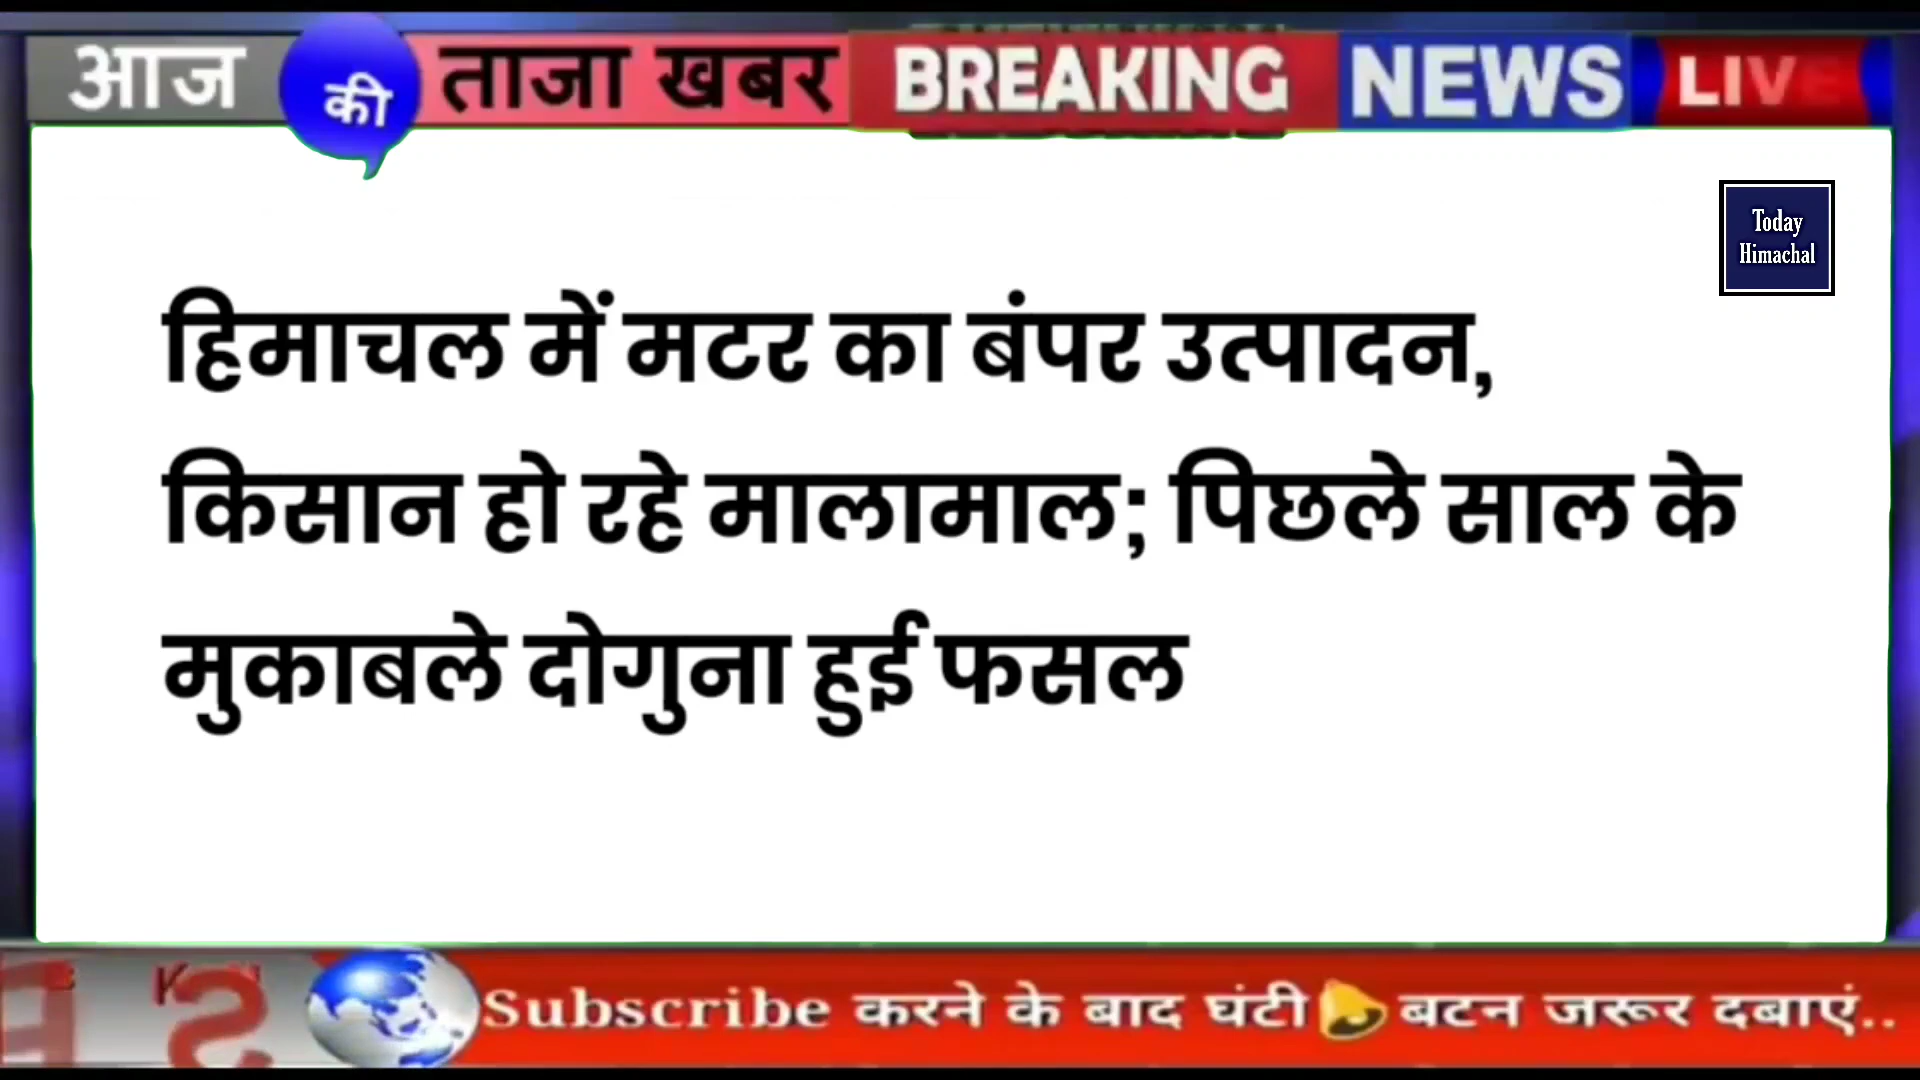 आज की ताजा खबर BREAKING NEWS LIVE
Today
Himachal
हिमाचल में मटर का बंपर उत्पादन,
किसान हो रहे मालामाल; पिछले साल के
मुकाबले दोगुना हुई फसल
Subscribe करने के बाद घंटी बटन जरूर दबाएं..